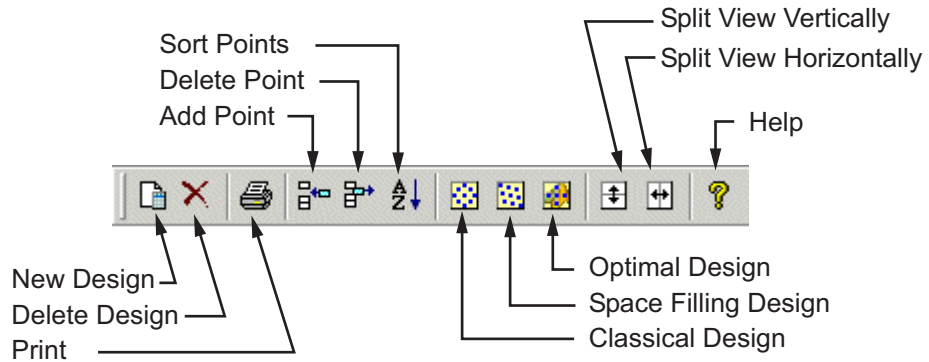 Split View Vertically
Sort Points
Split View Horizontally
Delete Point
Add Point
Help
A
Z
?
New Design
Optimal Design
Delete Design
Space Filling Design
Print
Classical Design